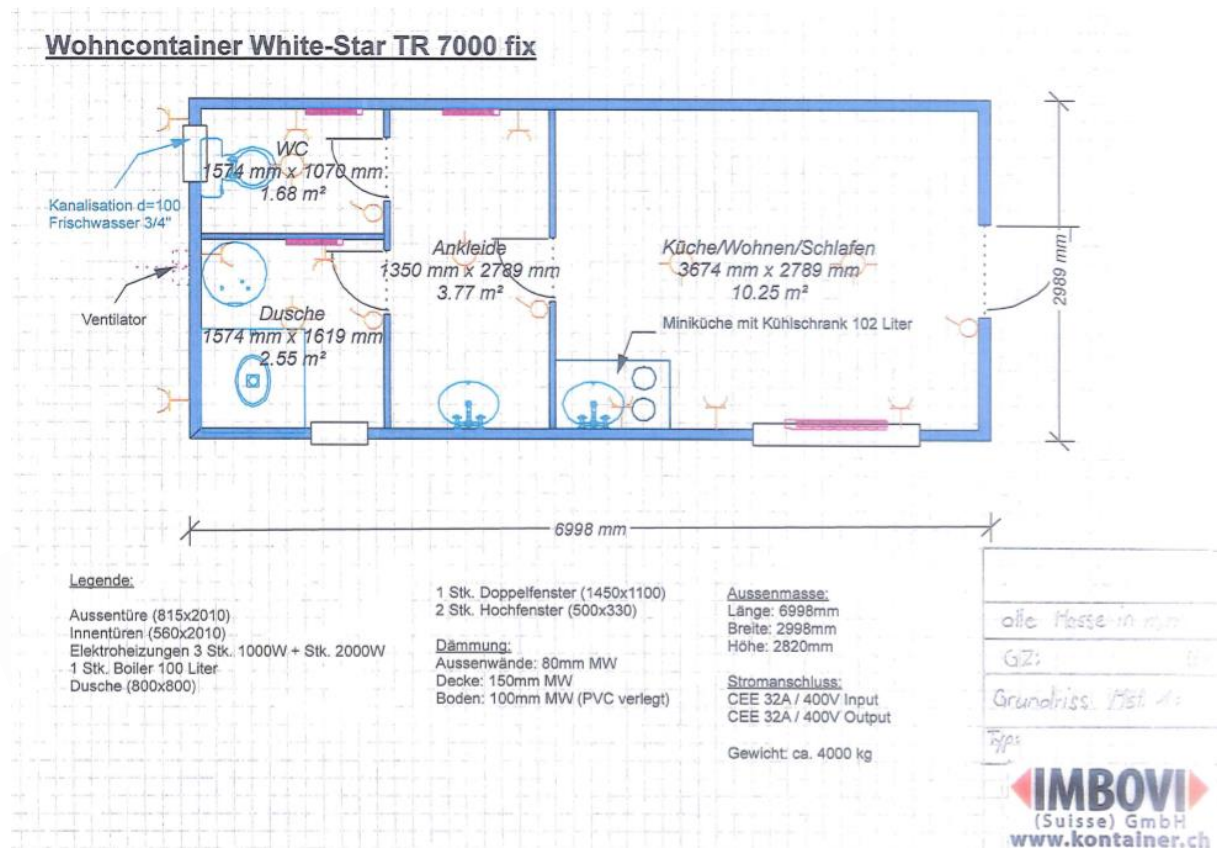 Wohncontainer White-Star TR 7000 fix
WC
1574 mm x 1070 mm
1.68 m²
Kanalisation d=100
Frischwasser 3/4"
Ventilator
Dusche
1574 mm x 1619 mm
2.55 m²
Ankleide
1350 mm x 2789 mm
3.77 m²
Küche/Wohnen/Schlafen
3674 mm x 2789 mm
10.25 m²
Miniküche mit Kühlschrank 102 Liter
2989 mm
6998 mm
Legende:
Aussentüre (815x2010)
Innentüren (560x2010)
Elektroheizungen 3 Stk. 1000W + Stk. 2000W
1 Stk. Boiler 100 Liter
Dusche (800x800)
1 Stk. Doppelfenster (1450x1100)
2 Stk. Hochfenster (500x330)
Dämmung:
Aussenwände: 80mm MW
Decke: 150mm MW
Boden: 100mm MW (PVC verlegt)
Aussenmasse:
Länge: 6998mm
Breite: 2998mm
Höhe: 2820mm
Stromanschluss:
CEE 32A / 400V Input
CEE 32A / 400V Output
Gewicht: ca. 4000 kg
alle Masse in mm
GZ:
Grundriss
Typ:
IMBOVI
(Suisse) GmbH
www.kontainer.ch